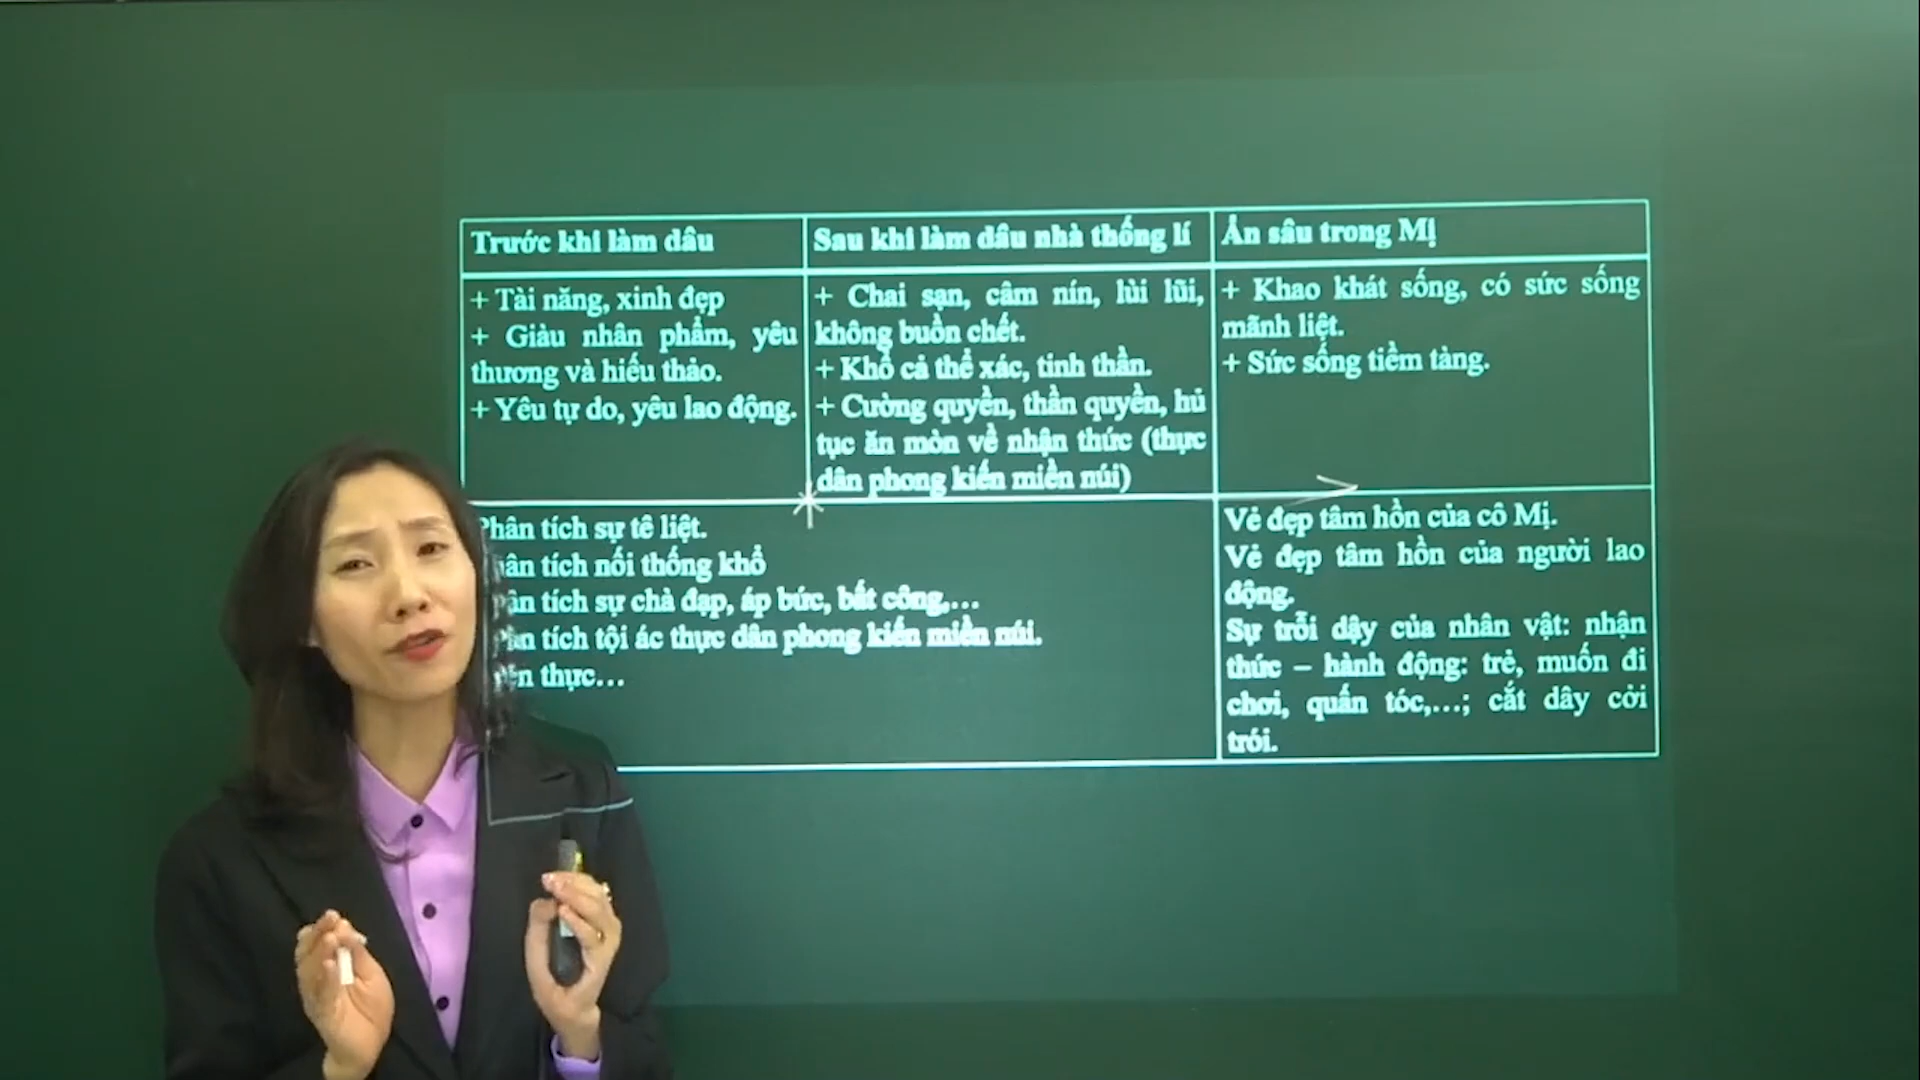 Trước khi làm dâu
+ Tài năng, xinh đẹp
+ Giàu nhân phẩm, yêu
thương và hiếu thảo.
+ Yêu tự do, yêu lao động.
Sau khi làm dâu nhà thống lí
+ Chai sạn, câm nín, lùi lũi,
không buồn chết.
+ Khổ cả thể xác, tinh thần.
+ Cường quyền, thần quyền, hủ
tục ăn mòn về nhận thức (thực
dân phong kiến miền núi)
Ẩn sâu trong Mị
+ Khao khát sống, có sức sống
mãnh liệt.
+ Sức sống tiềm tàng.
Phân tích sự tê liệt.
tích nối thống khổ
tích sự chà đạp, áp bức, bất công,...
tích tội ác thực dân phong kiến miền núi.
thực...
Vẻ đẹp tâm hồn của cô Mị.
Vẻ đẹp tâm hồn của người lao
động.
Sự trỗi dậy của nhân vật: nhận
thức – hành động: trẻ, muốn đi
chơi, quấn tóc,...; cắt dây cởi
trói.